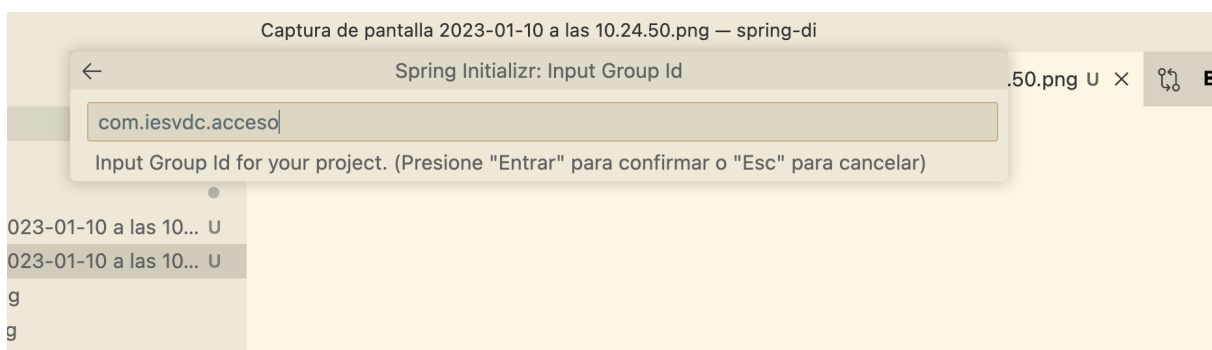 Captura de pantalla 2023-01-10 a las 10.24.50.png — spring-di
Spring Initializr: Input Group Id
.50.png U
com.iesvdc.acceso
Input Group Id for your project. (Presione "Entrar" para confirmar o "Esc" para cancelar)
023-01-10 a las 10... U
023-01-10 a las 10... U
g
g